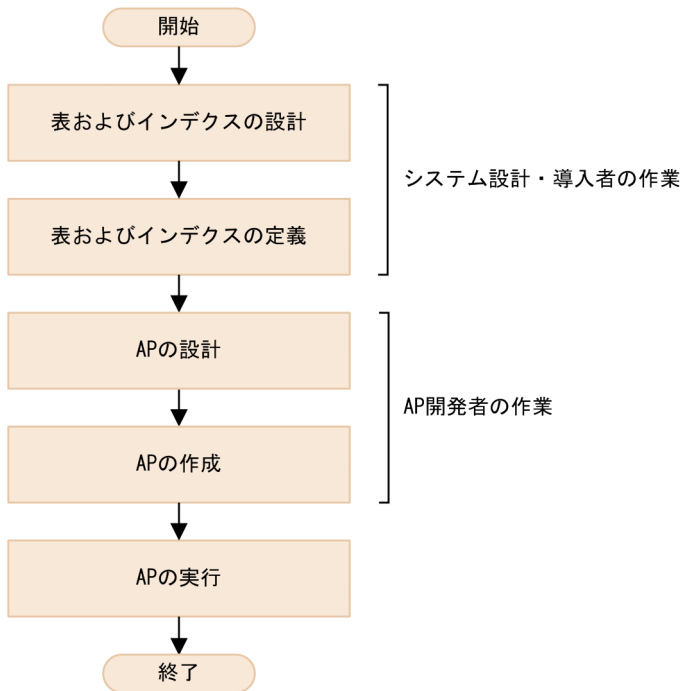 開始
表およびインデクスの設計
システム設計・導入者の作業
表およびインデクスの定義
APの設計
AP開発者の作業
APの作成
APの実行
終了